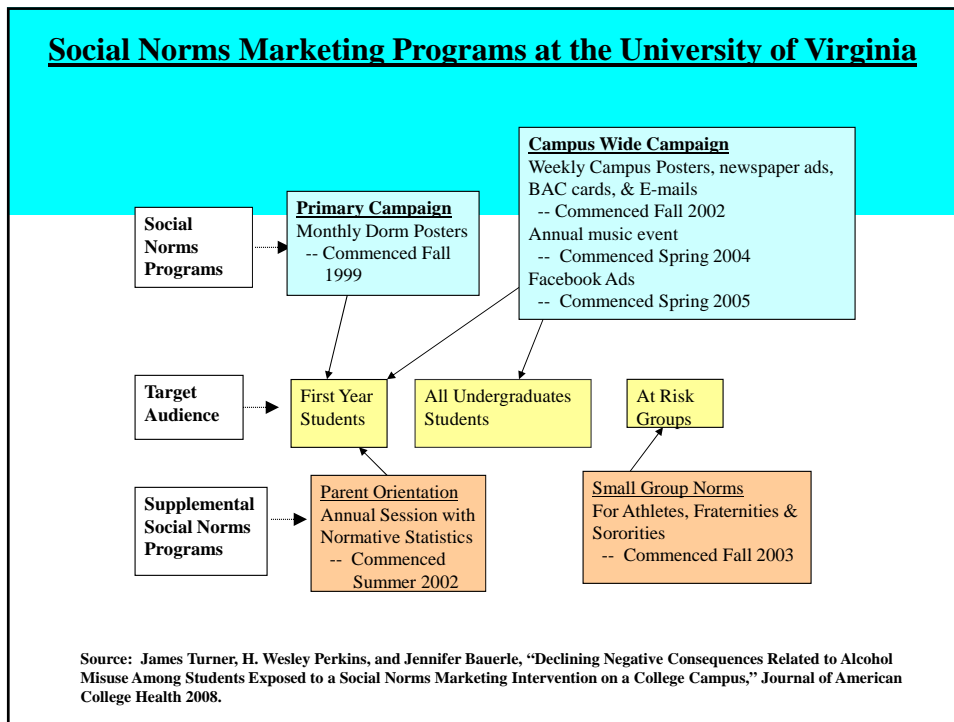 Social Norms Marketing Programs at the University of Virginia
Social
Norms
Programs
Primary Campaign
Monthly Dorm Posters
-- Commenced Fall
1999
Campus Wide Campaign
Weekly Campus Posters, newspaper ads,
BAC cards, & E-mails
-- Commenced Fall 2002
Annual music event
-- Commenced Spring 2004
Facebook Ads
-- Commenced Spring 2005
Target
Audience
First Year
Students
All Undergraduates
Students
At Risk
Groups
Supplemental
Social Norms
Programs
Parent Orientation
Annual Session with
Normative Statistics
-- Commenced
Summer 2002
Small Group Norms
For Athletes, Fraternities &
Sororities
-- Commenced Fall 2003
Source: James Turner, H. Wesley Perkins, and Jennifer Bauerle, “Declining Negative Consequences Related to Alcohol
Misuse Among Students Exposed to a Social Norms Marketing Intervention on a College Campus,” Journal of American
College Health 2008.